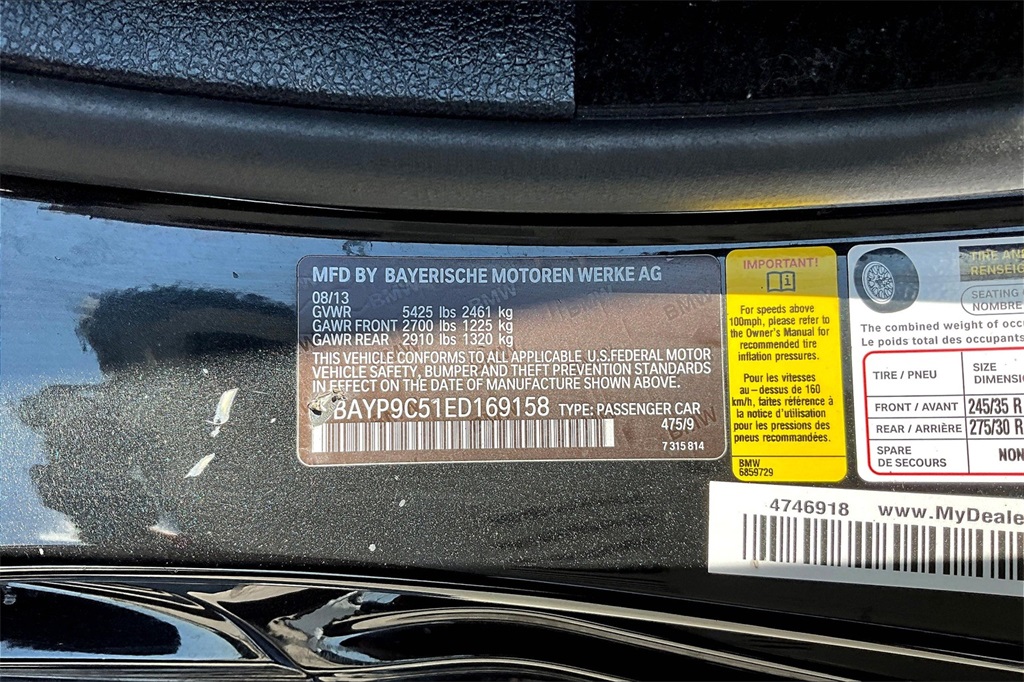 MFD BY BAYERISCHE MOTOREN WERKE AG
08/13
GVWR 5425 lbs 2461 kg
GAWR FRONT 2700 lbs 1225 kg
GAWR REAR 2910 lbs 1320 kg
THIS VEHICLE CONFORMS TO ALL APPLICABLE U.S.FEDERAL MOTOR
VEHICLE SAFETY, BUMPER AND THEFT PREVENTION STANDARDS
IN EFFECT ON THE DATE OF MANUFACTURE SHOWN ABOVE.
BAYP9C51ED169158 TYPE: PASSENGER CAR
475/9
7 315 814
IMPORTANT!
For speeds above
100mph, please refer to
the Owner's Manual for
recommended tire
inflation pressures.
Pour les vitesses
au-dessus de 160
km/h, faites référence à
la notice d'utilisation
pour les pressions des
pneus recommandées.
BMW
6859729
TIRE AND
RENSEIG
SEATING
NOMBRE
The combined weight of occ
Le poids total des occupants
TIRE / PNEU SIZE
DIMENSI
FRONT / AVANT 245/35 R
REAR / ARRIÈRE 275/30 R
SPARE
DE SECOURS NON
4746918 www.MyDeale